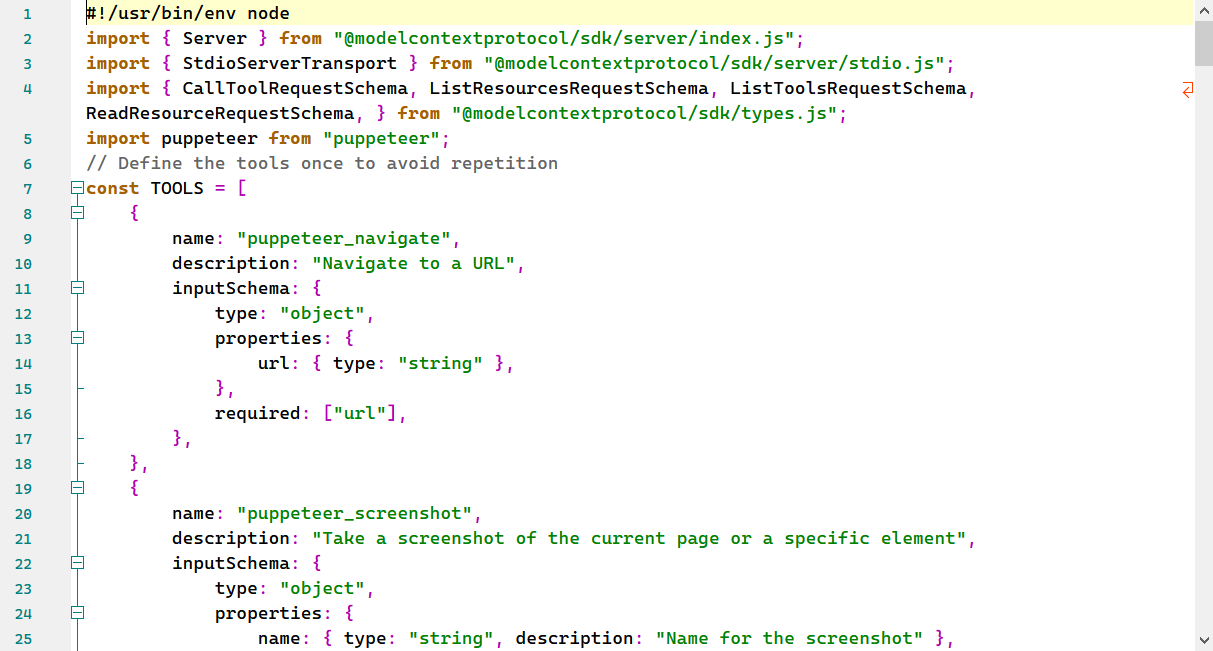 1 #!/usr/bin/env node
2 import { Server } from "@modelcontextprotocol/sdk/server/index.js";
3 import { StdioServerTransport } from "@modelcontextprotocol/sdk/server/stdio.js";
4 import { CallToolRequestSchema, ListResourcesRequestSchema, ListToolsRequestSchema,
ReadResourceRequestSchema, } from "@modelcontextprotocol/sdk/types.js";
5 import puppeteer from "puppeteer";
6 // Define the tools once to avoid repetition
7 const TOOLS = [
8     {
9         name: "puppeteer_navigate",
10         description: "Navigate to a URL",
11         inputSchema: {
12             type: "object",
13             properties: {
14                 url: { type: "string" },
15             },
16             required: ["url"],
17         },
18     },
19     {
20         name: "puppeteer_screenshot",
21         description: "Take a screenshot of the current page or a specific element",
22         inputSchema: {
23             type: "object",
24             properties: {
25                 name: { type: "string", description: "Name for the screenshot" },